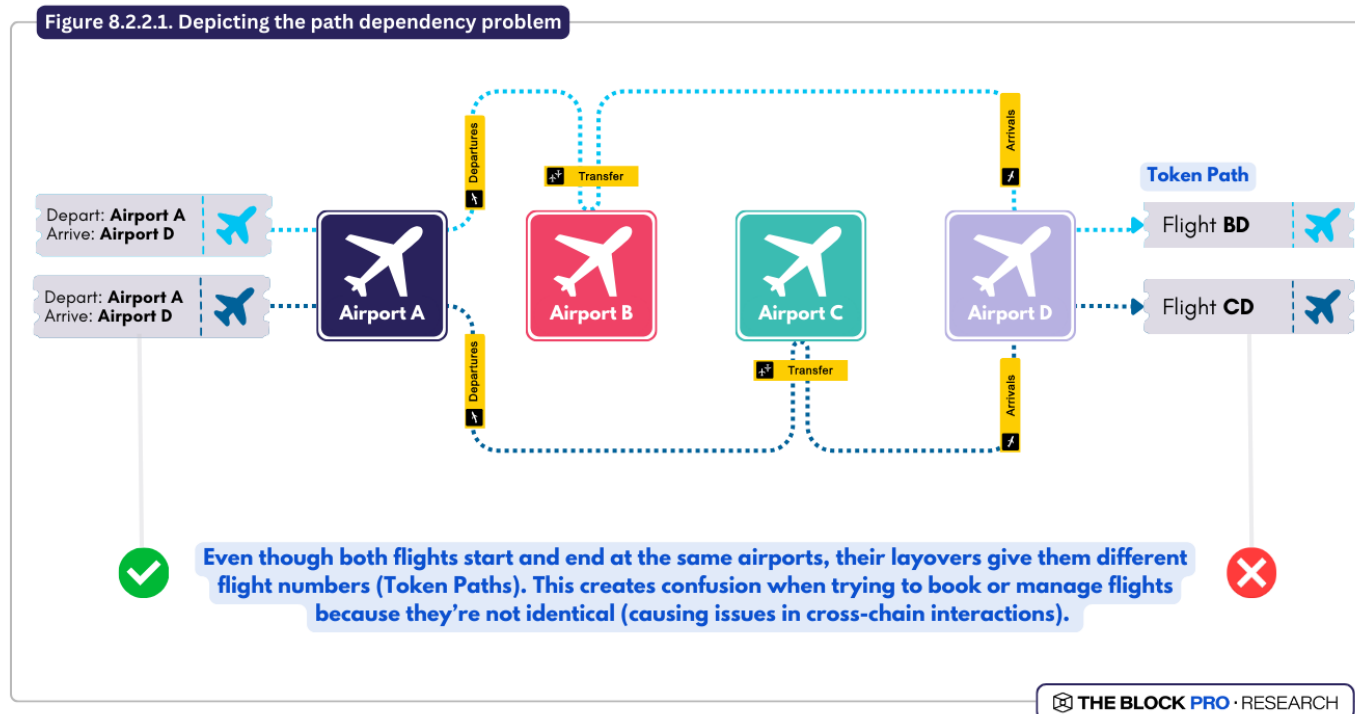 Figure 8.2.2.1. Depicting the path dependency problem
Departures
Arrivals
Transfer
Token Path
Depart: Airport A
Arrive: Airport D
Flight BD
Depart: Airport A
Arrive: Airport D
Airport A
Airport B
Airport C
Airport D
Flight CD
Departures
Transfer
Arrivals
Even though both flights start and end at the same airports, their layovers give them different
flight numbers (Token Paths). This creates confusion when trying to book or manage flights
because they’re not identical (causing issues in cross-chain interactions).
THE BLOCK PRO · RESEARCH